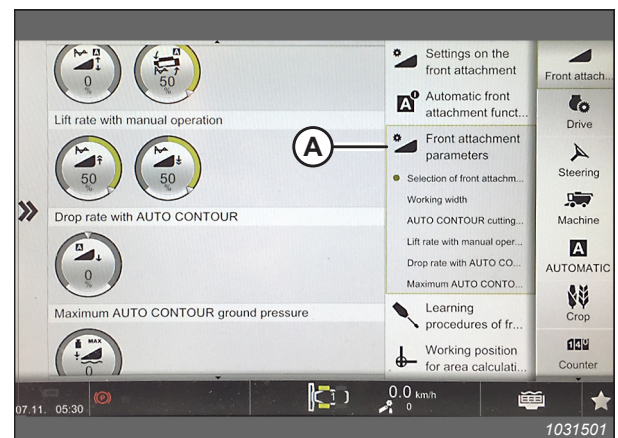 0
%
50
%
Lift rate with manual operation
50
%
50
%
Drop rate with AUTO CONTOUR
A
0
%
Maximum AUTO CONTOUR ground pressure
MAX
0
Settings on the
front attachment
A
Automatic front
attachment funct...
A
Front attachment
parameters
Selection of front attachm...
Working width
AUTO CONTOUR cutting...
Lift rate with manual oper...
Drop rate with AUTO CO...
Maximum AUTO CONTO...
Learning
procedures of fr...
Working position
for area calculati...
Front attach...
Drive
Steering
Machine
A
AUTOMATIC
Crop
Counter
07.11. 05:30
(P)
1
0.0 km/h
0
1031501